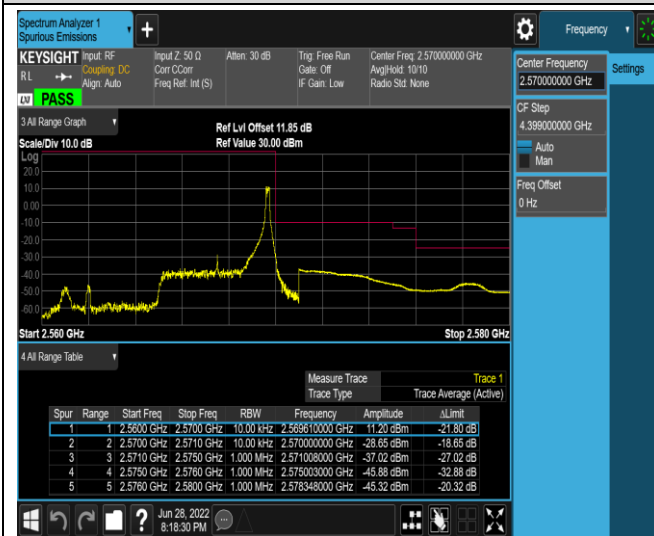 Spectrum Analyzer 1
Spurious Emissions
+
Frequency
KEYSIGHT Input: RF Input Z: 50 Ω Atten: 30 dB Trig: Free Run Center Freq: 2.570000000 GHz
RL Coupling: DC Corr CCorr Gate: Off Avg|Hold: 10/10
Align: Auto Freq Ref: Int (S) IF Gain: Low Radio Std: None
LXI PASS
Center Frequency
2.570000000 GHz
Settings
CF Step
4.399000000 GHz
Auto
Man
Freq Offset
0 Hz
3 All Range Graph
Ref Lvl Offset 11.85 dB
Scale/Div 10.0 dB Ref Value 30.00 dBm
Log
20.0
10.0
0.00
-10.0
-20.0
-30.0
-40.0
-50.0
-60.0
Start 2.560 GHz Stop 2.580 GHz
4 All Range Table
Measure Trace Trace 1
Trace Type Trace Average (Active)
Spur Range Start Freq Stop Freq RBW Frequency Amplitude ΔLimit
1 1 2.5600 GHz 2.5700 GHz 10.00 kHz 2.569610000 GHz 11.20 dBm -21.80 dB
2 2 2.5700 GHz 2.5710 GHz 10.00 kHz 2.570000000 GHz -28.65 dBm -18.65 dB
3 3 2.5710 GHz 2.5750 GHz 1.000 MHz 2.571008000 GHz -37.02 dBm -27.02 dB
4 4 2.5750 GHz 2.5760 GHz 1.000 MHz 2.575003000 GHz -45.88 dBm -32.88 dB
5 5 2.5760 GHz 2.5800 GHz 1.000 MHz 2.578348000 GHz -45.32 dBm -20.32 dB
? Jun 28, 2022
8:18:30 PM